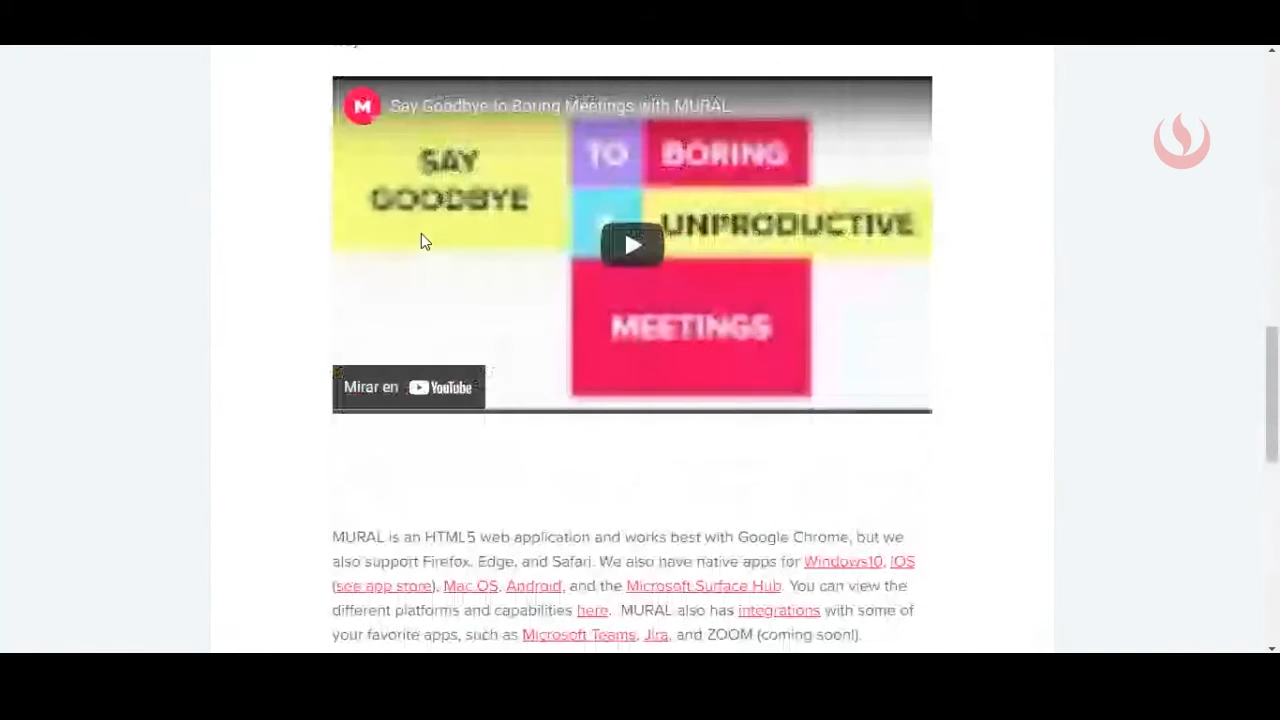 M Say Goodbye to Boring Meetings with MURAL
SAY
GOODBYE
TO BORING
UNPRODUCTIVE
MEETINGS
Mirar en YouTube
MURAL is an HTML5 web application and works best with Google Chrome, but we
also support Firefox, Edge, and Safari. We also have native apps for Windows10, iOS
(see app store), Mac OS, Android, and the Microsoft Surface Hub. You can view the
different platforms and capabilities here. MURAL also has integrations with some of
your favorite apps, such as Microsoft Teams, Jira, and ZOOM (coming soon!).